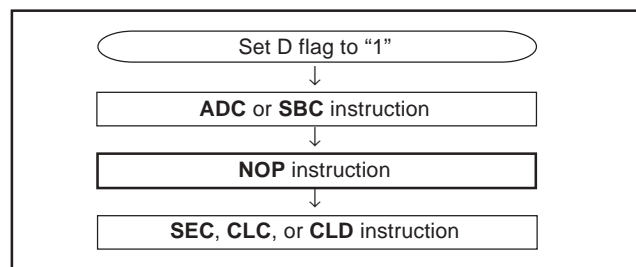 Set D flag to “1”
ADC or SBC instruction
NOP instruction
SEC, CLC, or CLD instruction